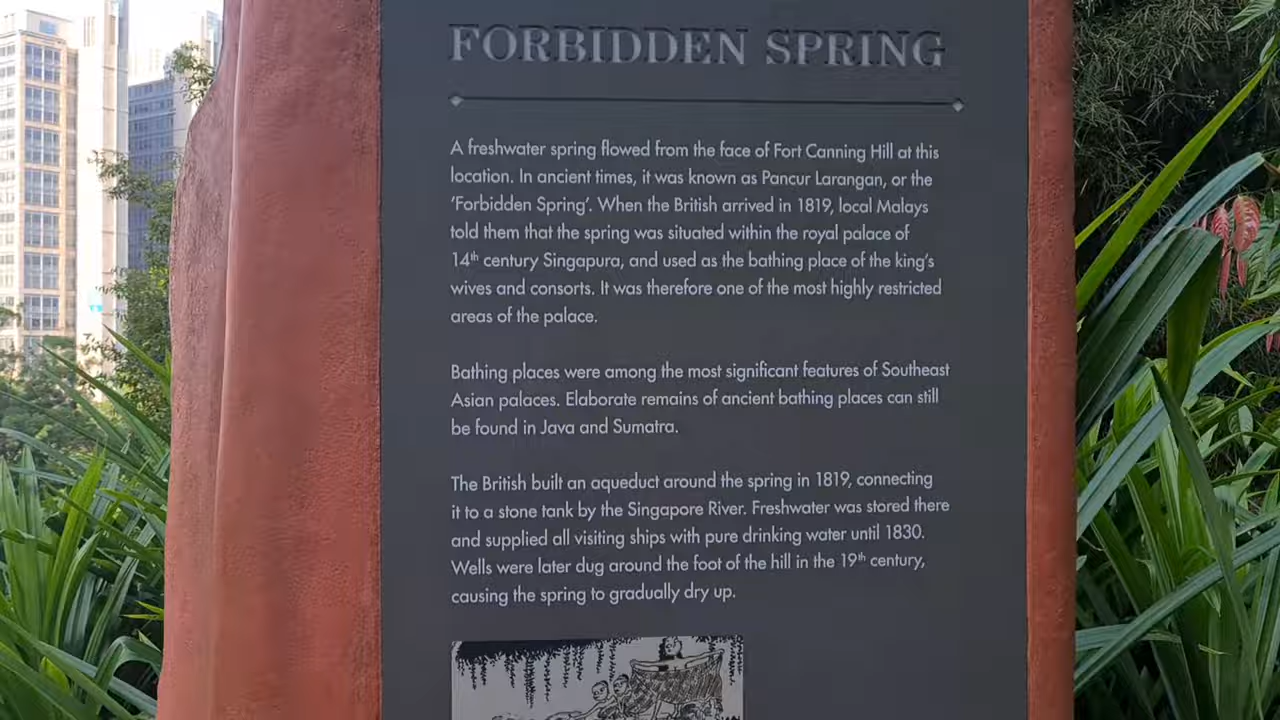 FORBIDDEN SPRING
A freshwater spring flowed from the face of Fort Canning Hill at this
location. In ancient times, it was known as Pancur Larangan, or the
'Forbidden Spring'. When the British arrived in 1819, local Malays
told them that the spring was situated within the royal palace of
14th century Singapura, and used as the bathing place of the king's
wives and consorts. It was therefore one of the most highly restricted
areas of the palace.
Bathing places were among the most significant features of Southeast
Asian palaces. Elaborate remains of ancient bathing places can still
be found in Java and Sumatra.
The British built an aqueduct around the spring in 1819, connecting
it to a stone tank by the Singapore River. Freshwater was stored there
and supplied all visiting ships with pure drinking water until 1830.
Wells were later dug around the foot of the hill in the 19th century,
causing the spring to gradually dry up.